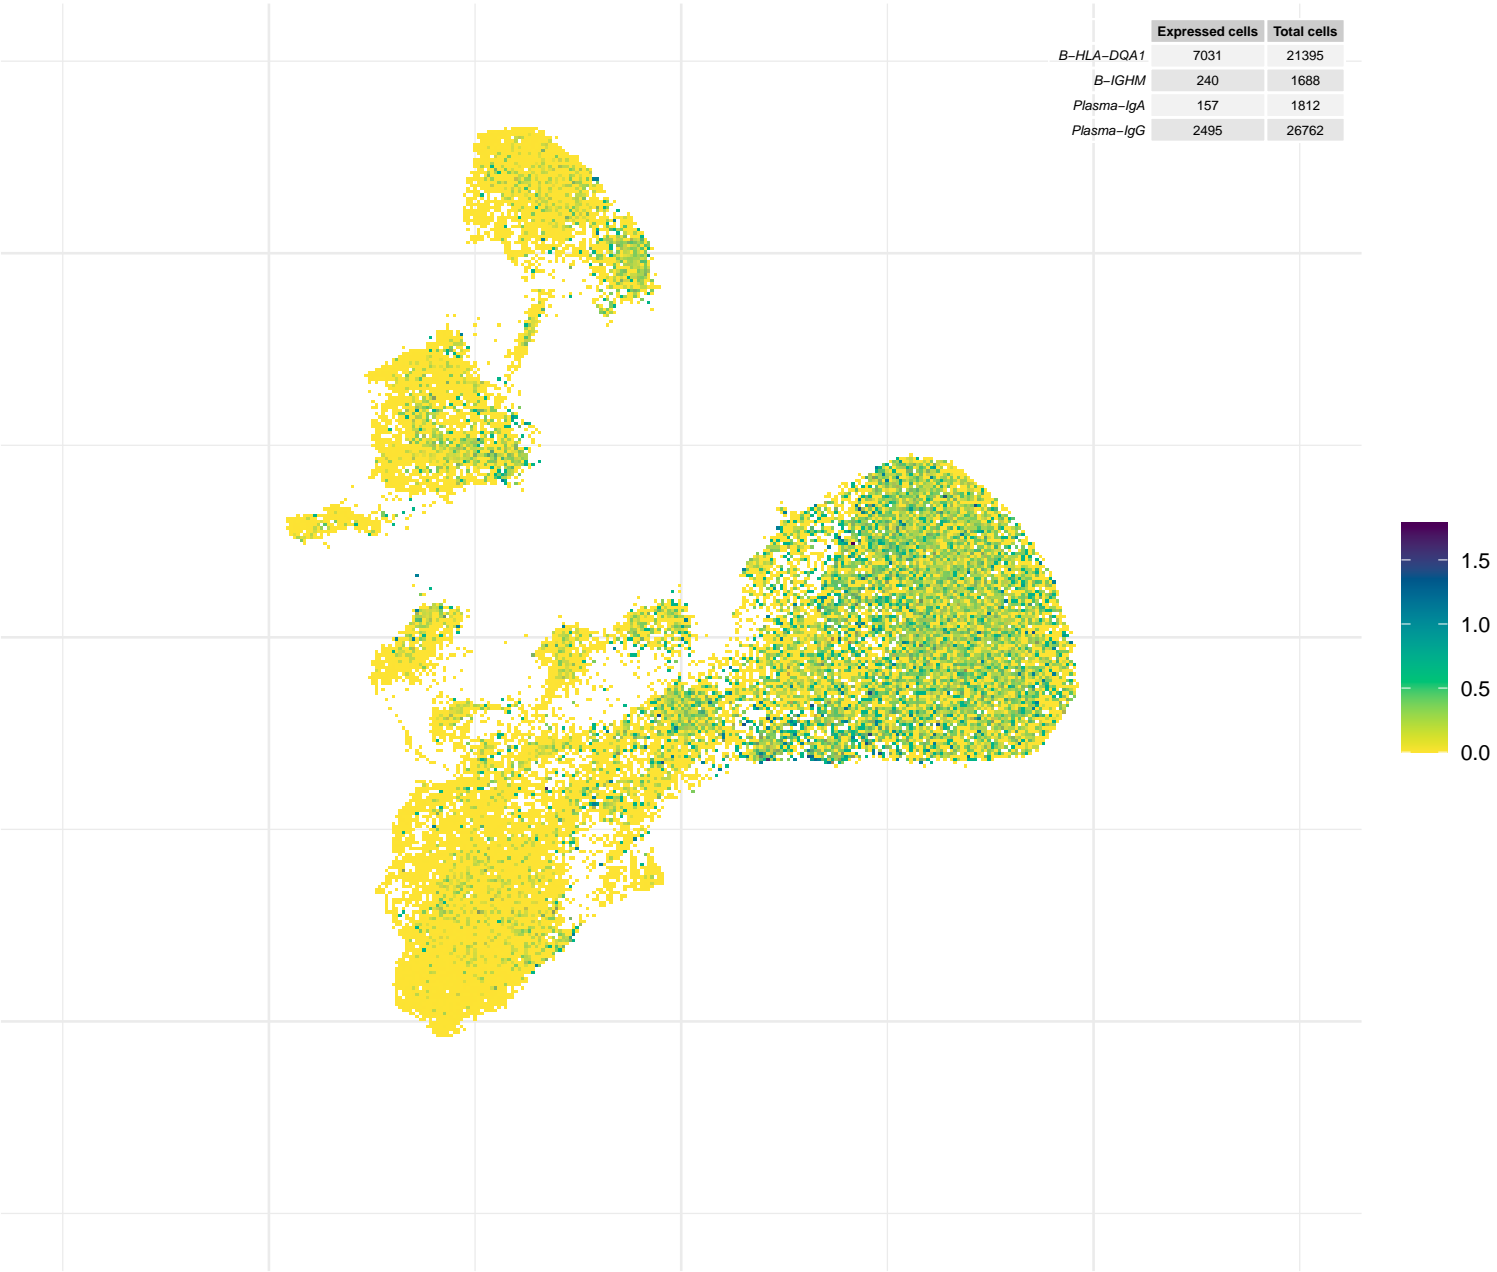 Expressed cells Total cells
B−HLA−DQA1 7031 21395
B−IGHM 240 1688
Plasma−IgA 157 1812
Plasma−IgG 2495 26762
1.5
1.0
0.5
0.0